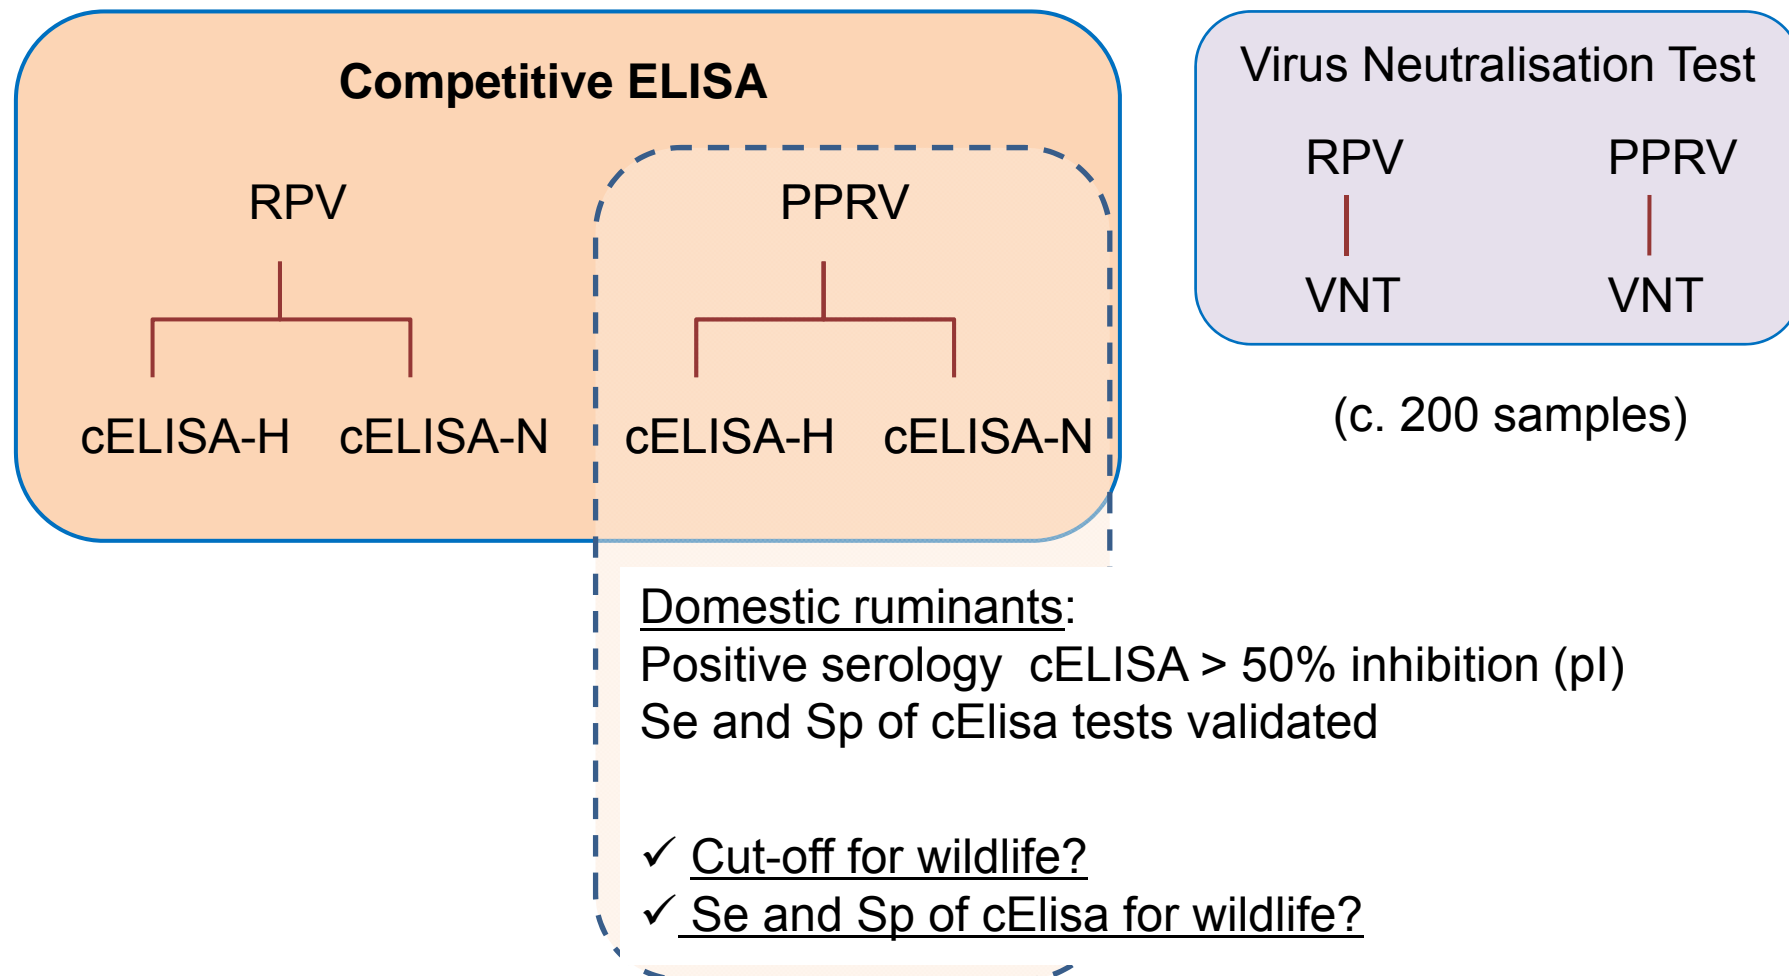 Competitive ELISA
RPV
PPRV
cELISA-H
cELISA-N
cELISA-H
cELISA-N
Virus Neutralisation Test
RPV
PPRV
VNT
VNT
(c. 200 samples)
Domestic ruminants:
Positive serology cELISA > 50% inhibition (pI)
Se and Sp of cElisa tests validated
✓ Cut-off for wildlife?
✓ Se and Sp of cElisa for wildlife?